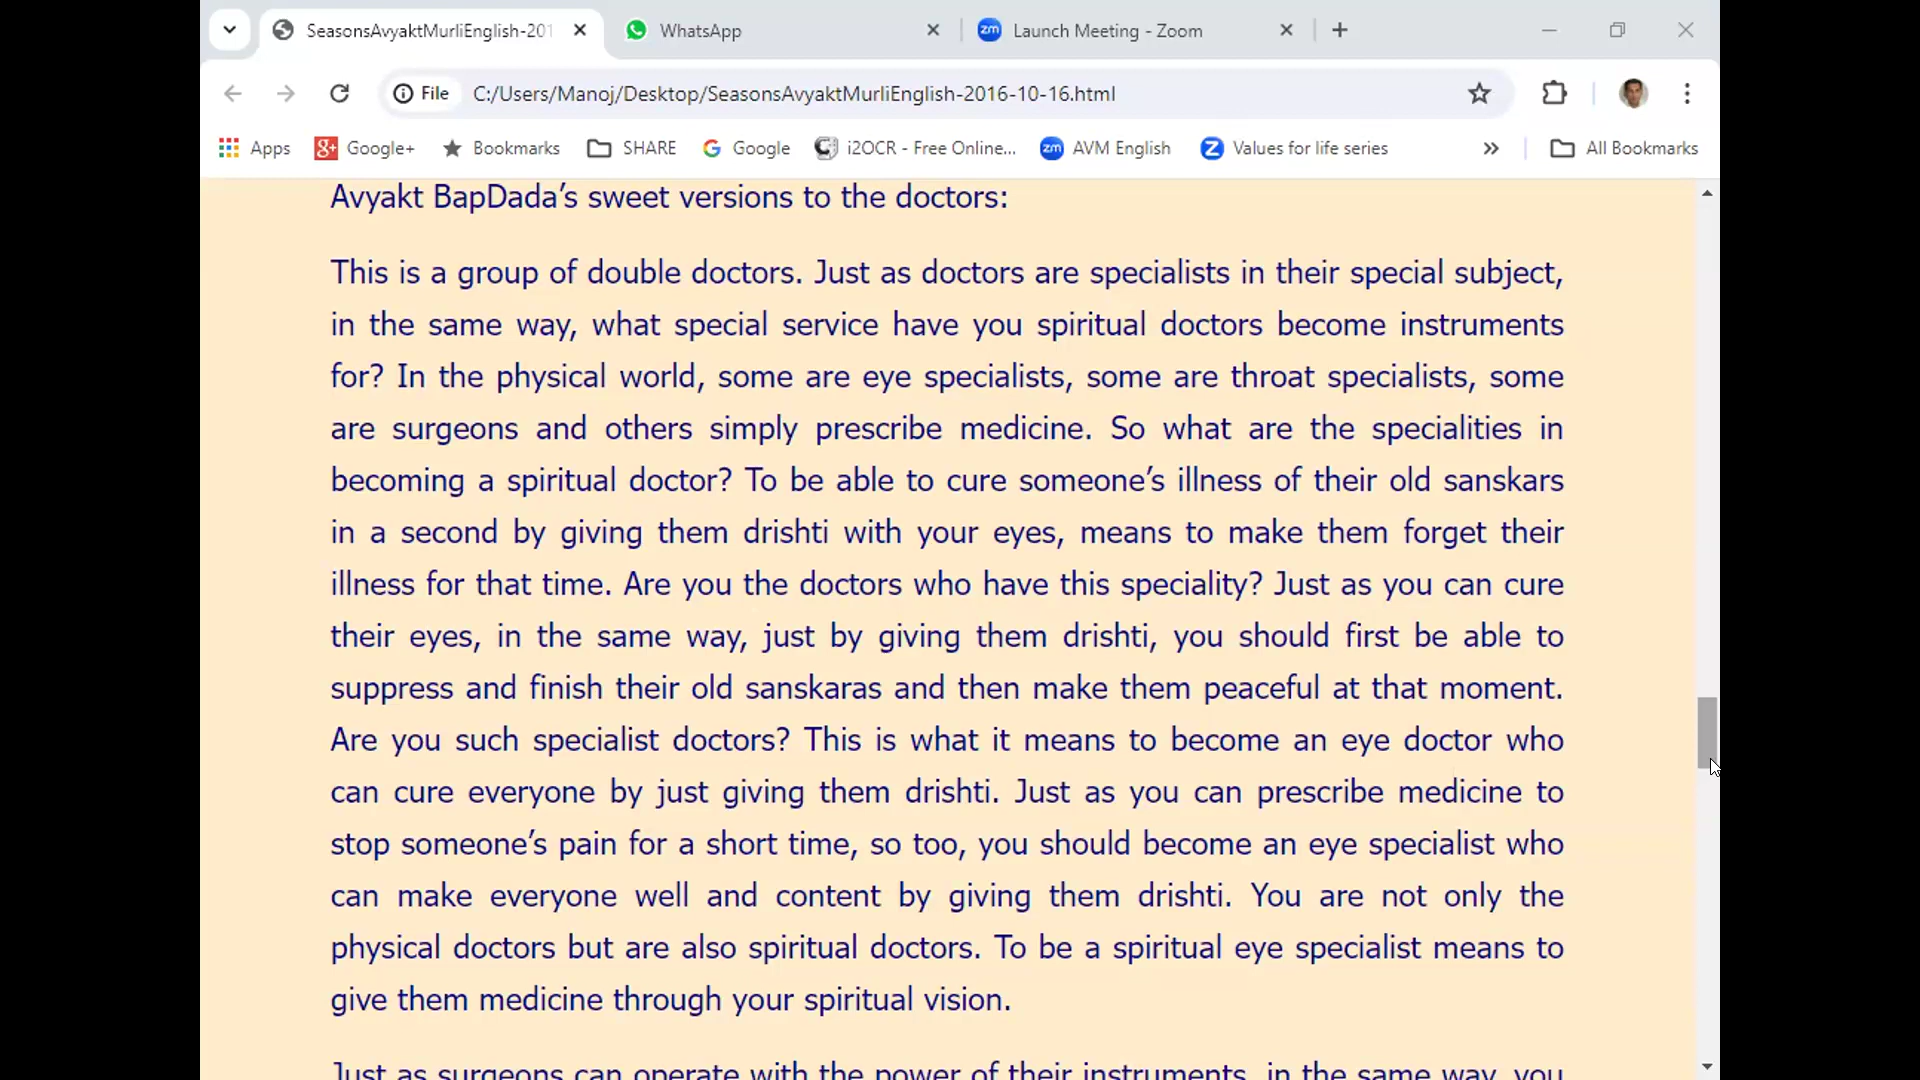 SeasonsAvyaktMurliEnglish-201
WhatsApp
Launch Meeting - Zoom
File
C:/Users/Manoj/Desktop/SeasonsAvyaktMurliEnglish-2016-10-16.html
Apps
Google+
Bookmarks
SHARE
Google
i2OCR - Free Online...
AVM English
Values for life series
All Bookmarks
Avyakt BapDada’s sweet versions to the doctors:
This is a group of double doctors. Just as doctors are specialists in their special subject,
in the same way, what special service have you spiritual doctors become instruments
for? In the physical world, some are eye specialists, some are throat specialists, some
are surgeons and others simply prescribe medicine. So what are the specialities in
becoming a spiritual doctor? To be able to cure someone’s illness of their old sanskars
in a second by giving them drishti with your eyes, means to make them forget their
illness for that time. Are you the doctors who have this speciality? Just as you can cure
their eyes, in the same way, just by giving them drishti, you should first be able to
suppress and finish their old sanskaras and then make them peaceful at that moment.
Are you such specialist doctors? This is what it means to become an eye doctor who
can cure everyone by just giving them drishti. Just as you can prescribe medicine to
stop someone’s pain for a short time, so too, you should become an eye specialist who
can make everyone well and content by giving them drishti. You are not only the
physical doctors but are also spiritual doctors. To be a spiritual eye specialist means to
give them medicine through your spiritual vision.
Just as surgeons can operate with the power of their instruments, in the same way, you